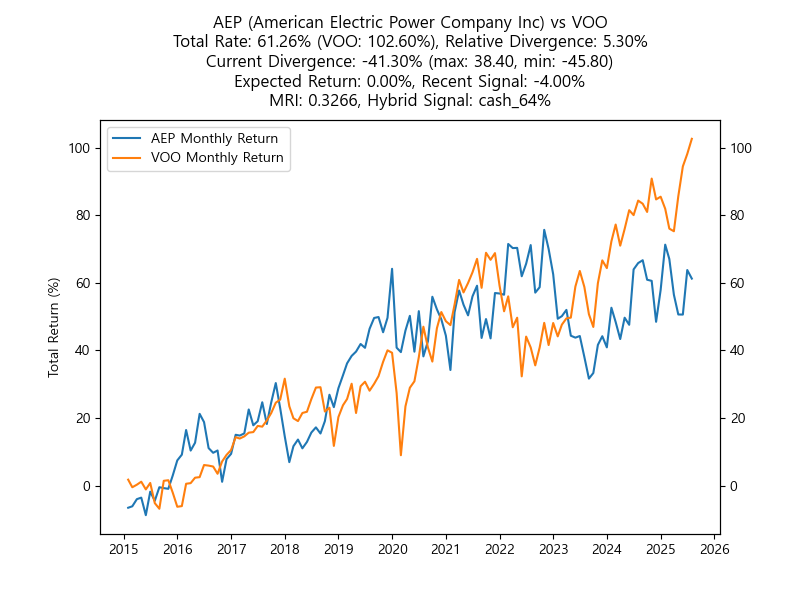 AEP (American Electric Power Company Inc) vs VOO
Total Rate: 61.26% (VOO: 102.60%), Relative Divergence: 5.30%
Current Divergence: -41.30% (max: 38.40, min: -45.80)
Expected Return: 0.00%, Recent Signal: -4.00%
MRI: 0.3266, Hybrid Signal: cash_64%
AEP Monthly Return
VOO Monthly Return
100 100
80 80
60 60
40 40
20 20
0 0
Total Return (%)
2015 2016 2017 2018 2019 2020 2021 2022 2023 2024 2025 2026